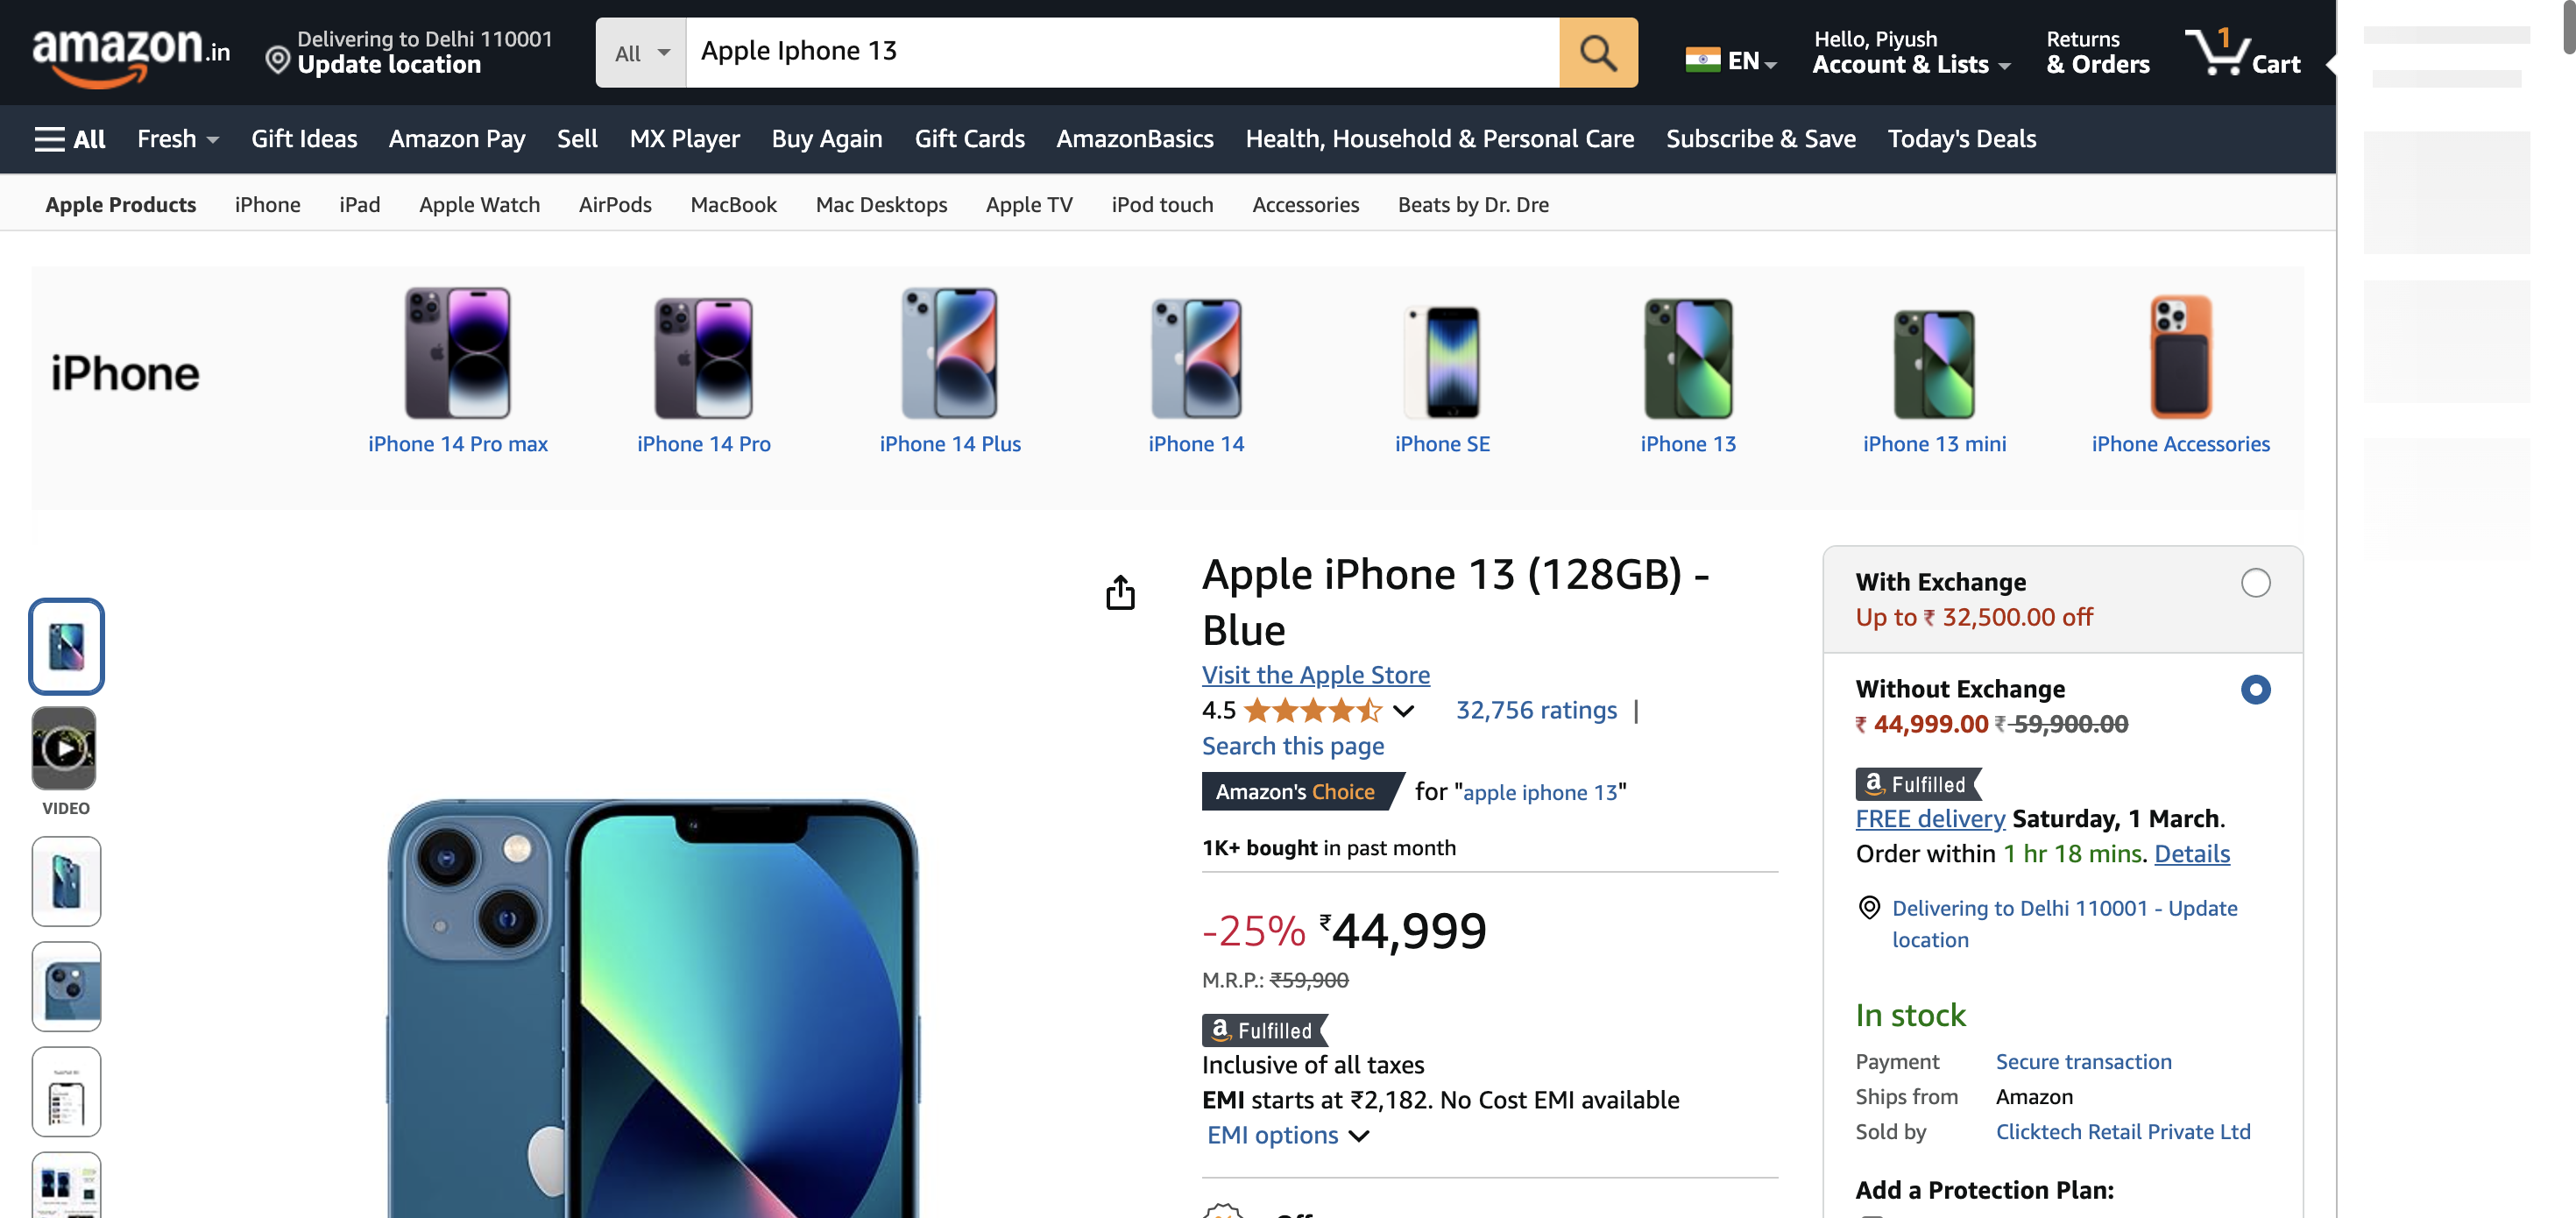 amazon.in
Delivering to Delhi 110001
Update location
All
Apple Iphone 13
EN
Hello, Piyush
Account & Lists
Returns
& Orders
1
Cart
All
Fresh
Gift Ideas
Amazon Pay
Sell
MX Player
Buy Again
Gift Cards
AmazonBasics
Health, Household & Personal Care
Subscribe & Save
Today's Deals
Apple Products
iPhone
iPad
Apple Watch
AirPods
MacBook
Mac Desktops
Apple TV
iPod touch
Accessories
Beats by Dr. Dre
iPhone
iPhone 14 Pro max
iPhone 14 Pro
iPhone 14 Plus
iPhone 14
iPhone SE
iPhone 13
iPhone 13 mini
iPhone Accessories
VIDEO
Apple iPhone 13 (128GB) -
Blue
Visit the Apple Store
4.5
32,756 ratings |
Search this page
Amazon's Choice for "apple iphone 13"
1K+ bought in past month
-25% ₹44,999
M.R.P.: ₹59,900
a Fulfilled
Inclusive of all taxes
EMI starts at ₹2,182. No Cost EMI available
EMI options
With Exchange
Up to ₹ 32,500.00 off
Without Exchange
₹ 44,999.00 ₹ 59,900.00
a Fulfilled
FREE delivery Saturday, 1 March.
Order within 1 hr 18 mins. Details
Delivering to Delhi 110001 - Update
location
In stock
Payment Secure transaction
Ships from Amazon
Sold by Clicktech Retail Private Ltd
Add a Protection Plan: